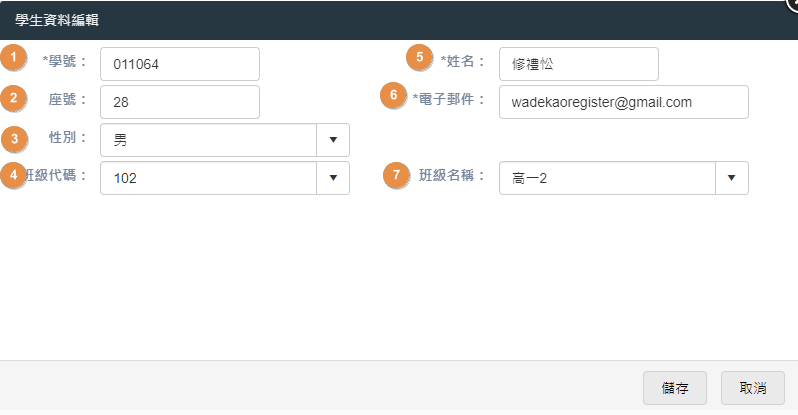 學生資料編輯
1 *學號： 011064 5 *姓名： 修禮忪
2 座號： 28 6 *電子郵件： wadekaoregister@gmail.com
3 性別： 男
4 班級代碼： 102 7 班級名稱： 高一2
儲存 取消